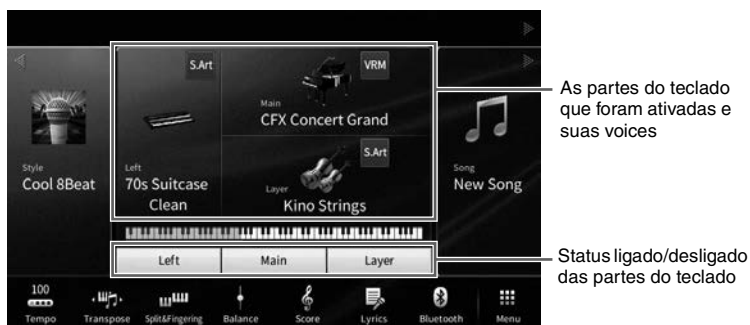 S.Art
VRM
Main
CFX Concert Grand
Style
Cool 8Beat
Left
70s Suitcase
Clean
S.Art
Layer
Kino Strings
Song
New Song
Left
Main
Layer
100
Tempo
Transpose
Split&Fingering
Balance
Score
Lyrics
Bluetooth
Menu
As partes do teclado
que foram ativadas e
suas voices
Status ligado/desligado
das partes do teclado